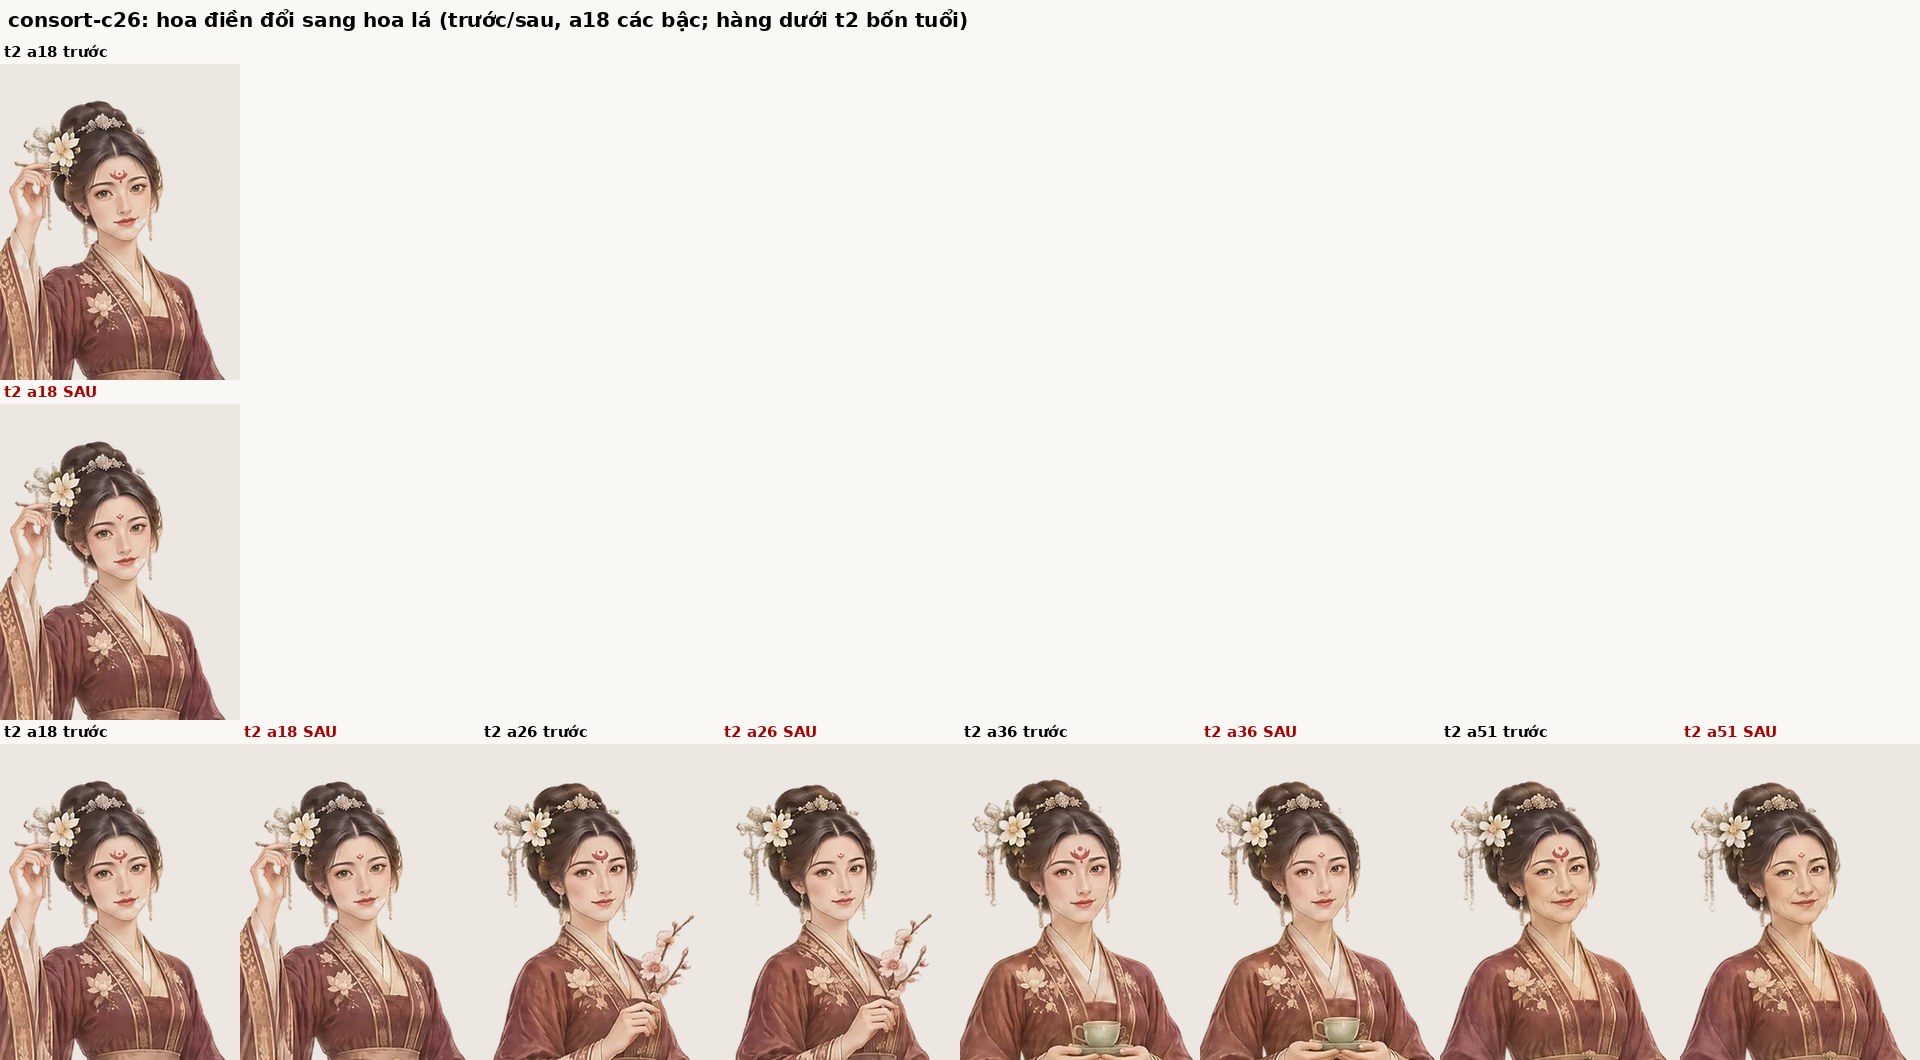 consort-c26: hoa điền đổi sang hoa lá (trước/sau, a18 các bậc; hàng dưới t2 bốn tuổi)
t2 a18 trước
t2 a18 SAU
t2 a18 trước
t2 a18 SAU
t2 a26 trước
t2 a26 SAU
t2 a36 trước
t2 a36 SAU
t2 a51 trước
t2 a51 SAU